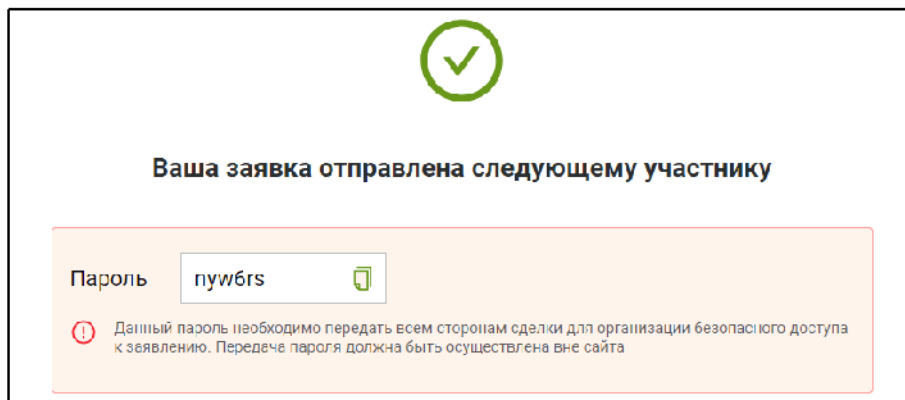 Ваша заявка отправлена следующему участнику
Пароль
nyw6rs
Данный пароль необходимо передать всем сторонам сделки для организации безопасного доступа
к заявлению. Передача пароля должна быть осуществлена вне сайта